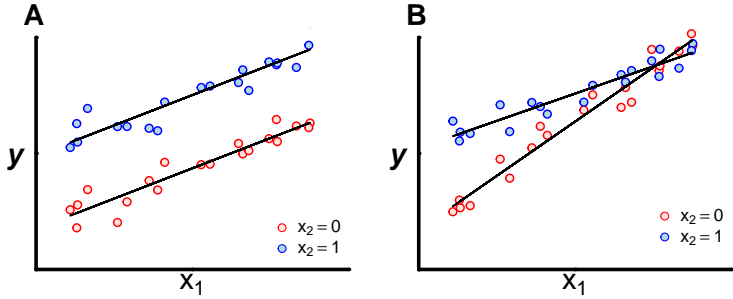 A
y
x₂ = 0
x₂ = 1
x₁
B
y
x₂ = 0
x₂ = 1
x₁